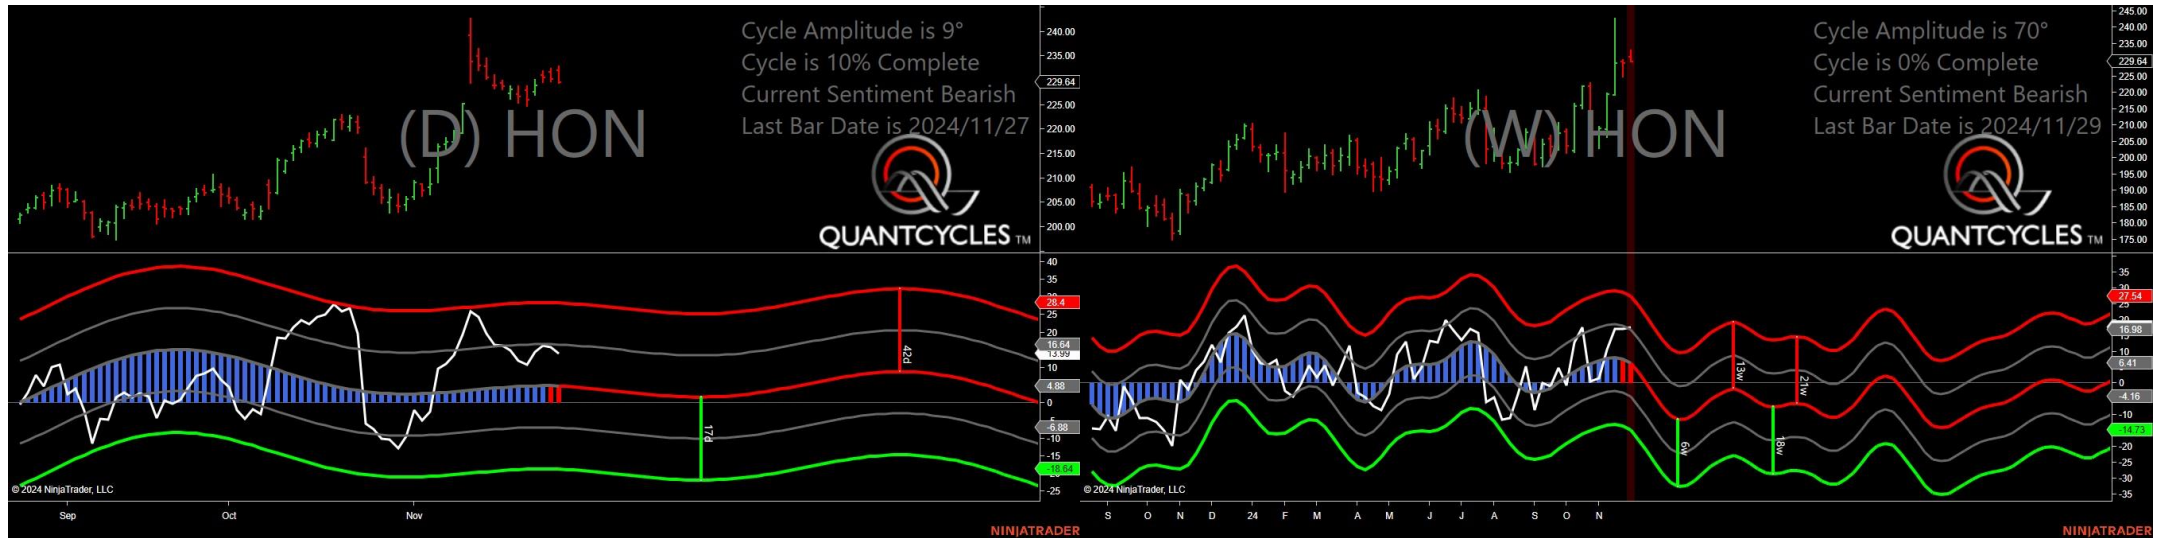 Cycle Amplitude is 9°
Cycle is 10% Complete
Current Sentiment Bearish
Last Bar Date is 2024/11/27
(D) HON
QUANTCYCLES TM
240.00
235.00
229.64
225.00
220.00
215.00
210.00
205.00
200.00
40
35
28.4
25
20
16.64
13.99
10
4.88
0
-6.88
-10
-15
-18.64
-25
42d
17d
© 2024 NinjaTrader, LLC
Sep Oct Nov
NINJATRADER
Cycle Amplitude is 70°
Cycle is 0% Complete
Current Sentiment Bearish
Last Bar Date is 2024/11/29
(W) HON
QUANTCYCLES TM
245.00
240.00
235.00
229.64
225.00
220.00
215.00
210.00
205.00
200.00
195.00
190.00
185.00
180.00
175.00
35
27.54
20
16.98
15
10
6.41
0
-4.16
-10
-14.73
-20
-25
-30
-35
13w
21w
6w
18w
© 2024 NinjaTrader, LLC
S O N D 24 F M A M J J A S O N
NINJATRADER